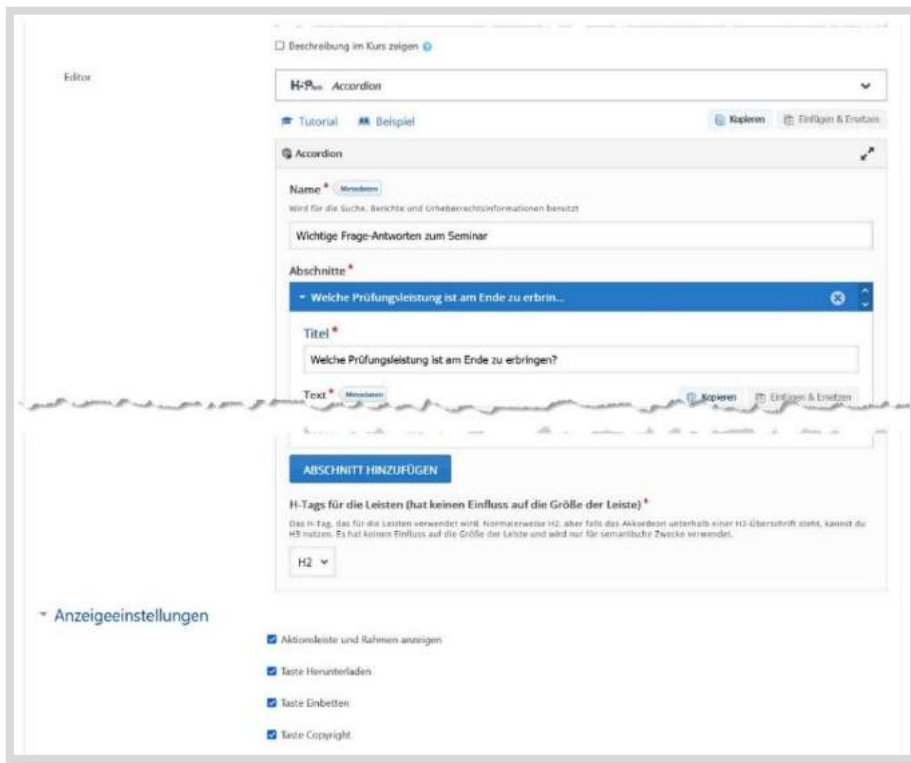 Beschreibung im Kurs zeigen
Editor
H-P Accordion
Tutorial Beispiel Kopieren Einfügen & Ersetzen
Accordion
Name * Metadaten
Wird für die Suche, Berichte und Urheberrechtsinformationen benützt
Wichtige Frage-Antworten zum Seminar
Abschnitte *
Welche Prüfungsleistung ist am Ende zu erbrin...
Titel *
Welche Prüfungsleistung ist am Ende zu erbringen?
Text * Metadaten Kopieren Einfügen & Ersetzen
ABSCHNITT HINZUFÜGEN
H-Tags für die Leisten (hat keinen Einfluss auf die Größe der Leiste) *
Das H-Tag, das für die Leisten verwendet wird. Normalerweise H2, aber falls das Akkordeon unterhalb einer H2-Überschrift steht, kannst du
H3 nutzen. Es hat keinen Einfluss auf die Größe der Leiste und wird nur für semantische Zwecke verwendet.
H2
Anzeigeeinstellungen
Aktionsleiste und Rahmen anzeigen
Taste Herunterladen
Taste Einbetten
Taste Copyright